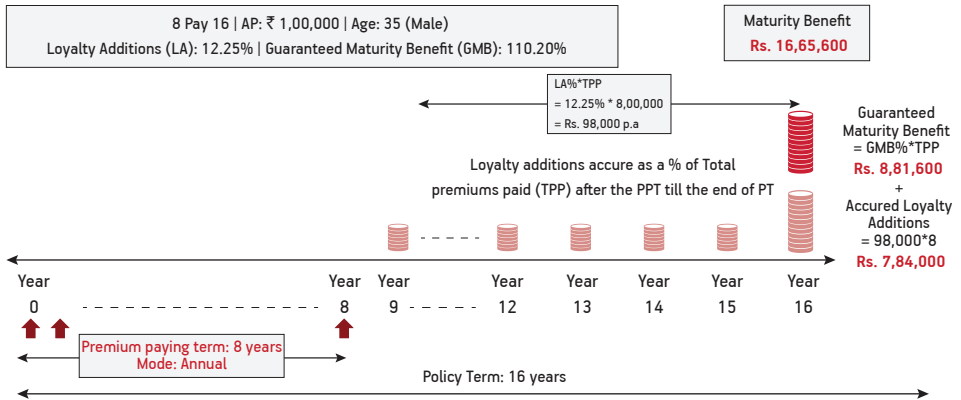 8 Pay 16 | AP: ₹ 1,00,000 | Age: 35 (Male)
Loyalty Additions (LA): 12.25% | Guaranteed Maturity Benefit (GMB): 110.20%
Maturity Benefit
Rs. 16,65,600
LA%*TPP
= 12.25% * 8,00,000
= Rs. 98,000 p.a
Loyalty additions accure as a % of Total
premiums paid (TPP) after the PPT till the end of PT
Guaranteed
Maturity Benefit
= GMB%*TPP
Rs. 8,81,600
+
Accured Loyalty
Additions
= 98,000*8
Rs. 7,84,000
Year Year Year Year Year Year Year Year
0 8 9 12 13 14 15 16
Premium paying term: 8 years
Mode: Annual
Policy Term: 16 years